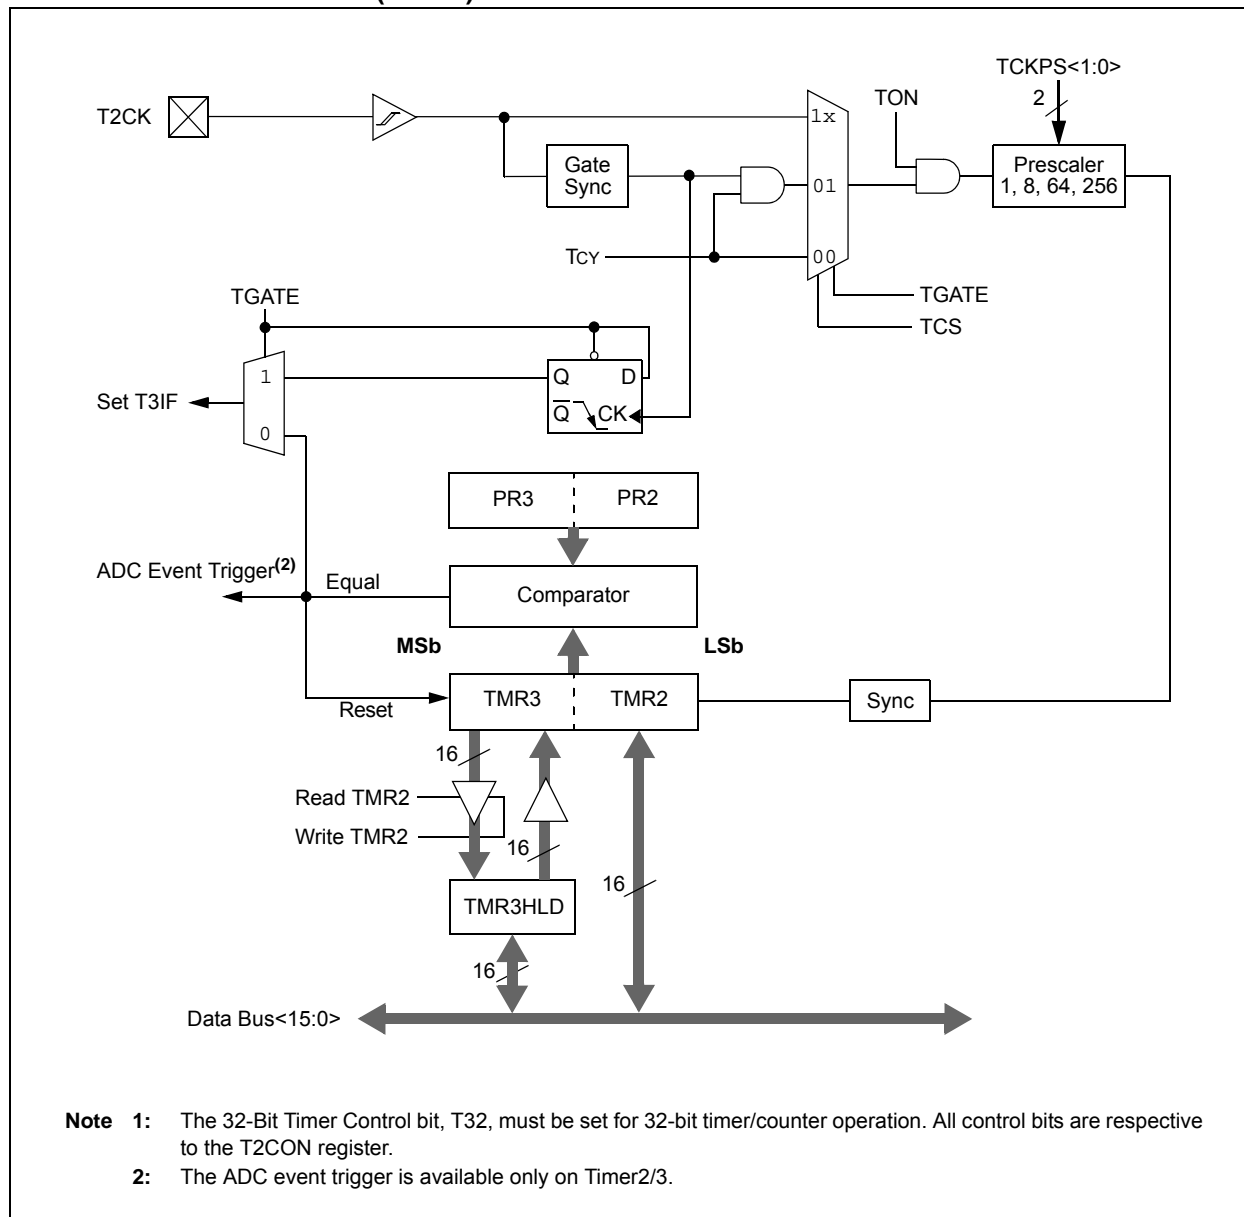 TCKPS<1:0>
2
TON
T2CK
1x
Gate
Sync
Prescaler
1, 8, 64, 256
01
TCY
00
TGATE
TGATE
TCS
1
Q
D
Set T3IF
Q
CK
0
PR3
PR2
ADC Event Trigger(2)
Equal
Comparator
MSb
LSb
TMR3
TMR2
Sync
Reset
16
Read TMR2
Write TMR2
16
16
TMR3HLD
16
Data Bus<15:0>
Note 1: The 32-Bit Timer Control bit, T32, must be set for 32-bit timer/counter operation. All control bits are respective
to the T2CON register.
2: The ADC event trigger is available only on Timer2/3.